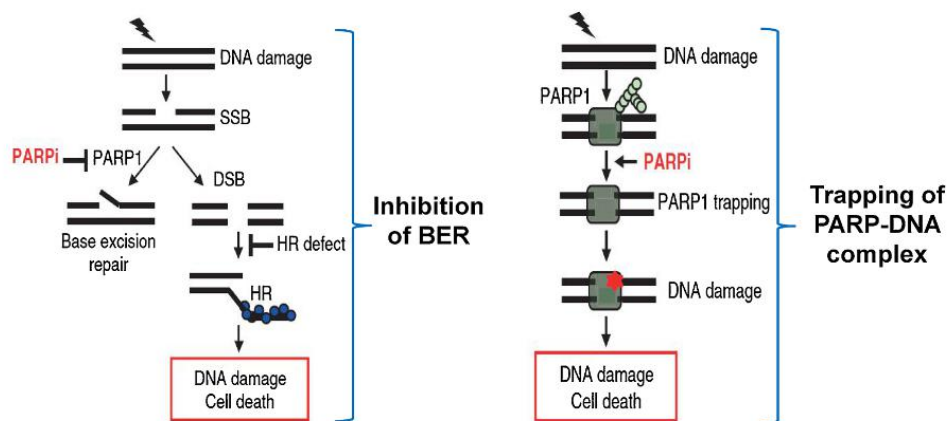 DNA damage
SSB
PARPi
PARP1
DSB
Base excision
repair
HR defect
HR
DNA damage
Cell death
Inhibition
of BER
DNA damage
PARP1
PARPi
PARP1 trapping
DNA damage
DNA damage
Cell death
Trapping of
PARP-DNA
complex